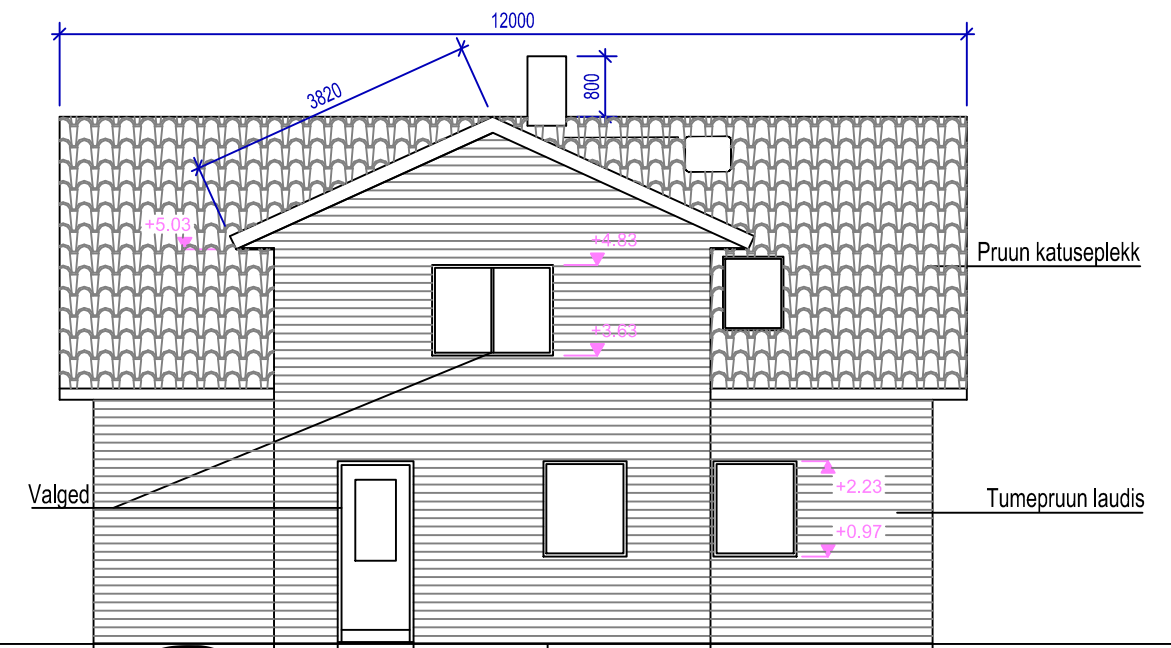 12000
3820
800
+5.03
+4.83
Pruun katuseplekk
+3.63
Valged
+2.23
Tumepruun laudis
+0.97